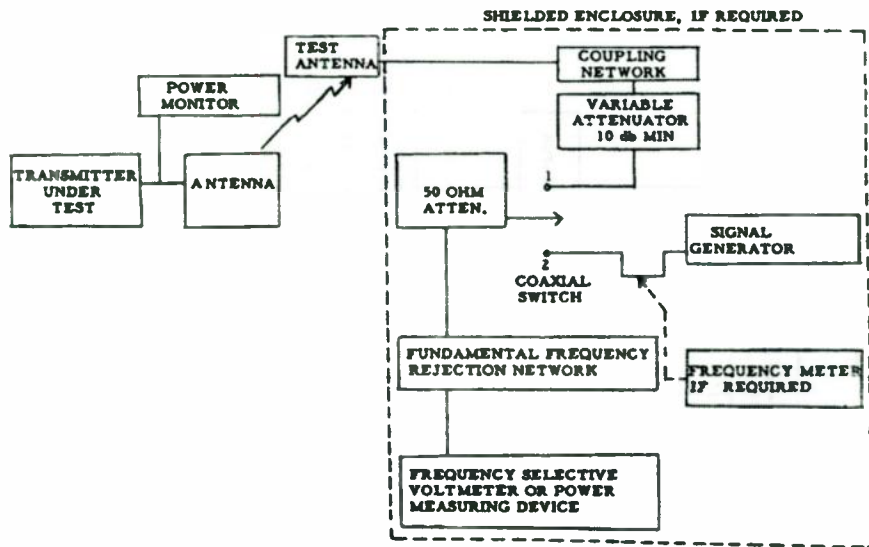 SHIELDED ENCLOSURE, IF REQUIRED
TEST
ANTENNA
COUPLING
NETWORK
POWER
MONITOR
VARIABLE
ATTENUATOR
10 db MIN
TRANSMITTER
UNDER
TEST
ANTENNA
50 OHM
ATTEN.
1
2
COAXIAL
SWITCH
SIGNAL
GENERATOR
FUNDAMENTAL FREQUENCY
REJECTION NETWORK
FREQUENCY METER
IF REQUIRED
FREQUENCY SELECTIVE
VOLTMETER OR POWER
MEASURING DEVICE